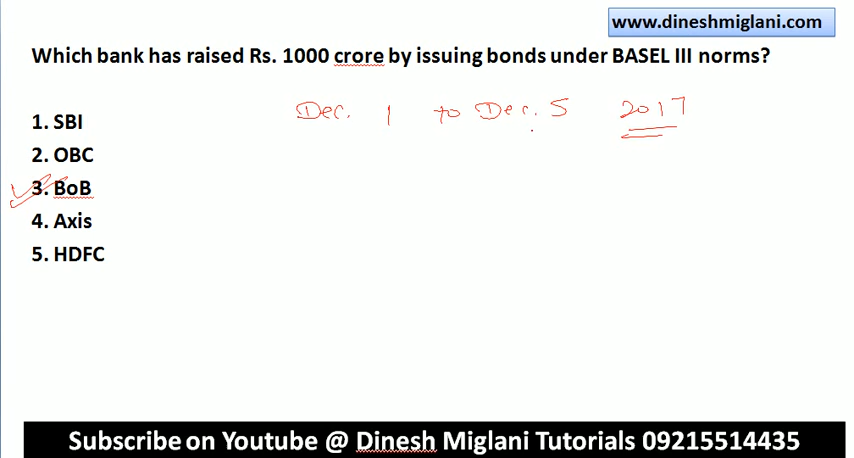 www.dineshmiglani.com
Which bank has raised Rs. 1000 crore by issuing bonds under BASEL III norms?
Dec. 1 to Dec. 5 2017
1. SBI
2. OBC
3. BoB
4. Axis
5. HDFC
Subscribe on Youtube @ Dinesh Miglani Tutorials 09215514435